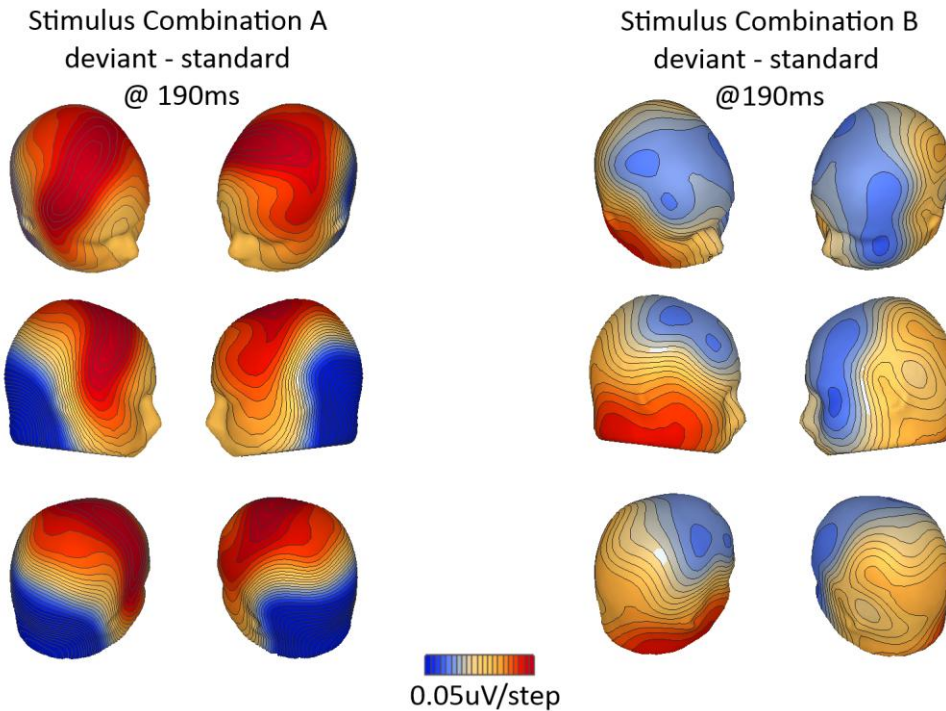 Stimulus Combination A
deviant - standard
@ 190ms
Stimulus Combination B
deviant - standard
@190ms
0.05uV/step